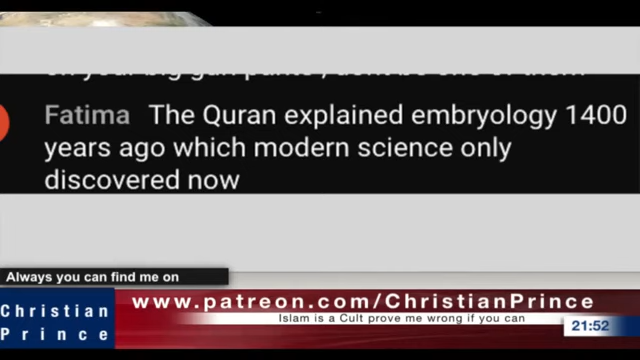 Fatima The Quran explained embryology 1400
years ago which modern science only
discovered now
Always you can find me on
Christian
Prince
www.patreon.com/ChristianPrince
Islam is a Cult prove me wrong if you can
21:52